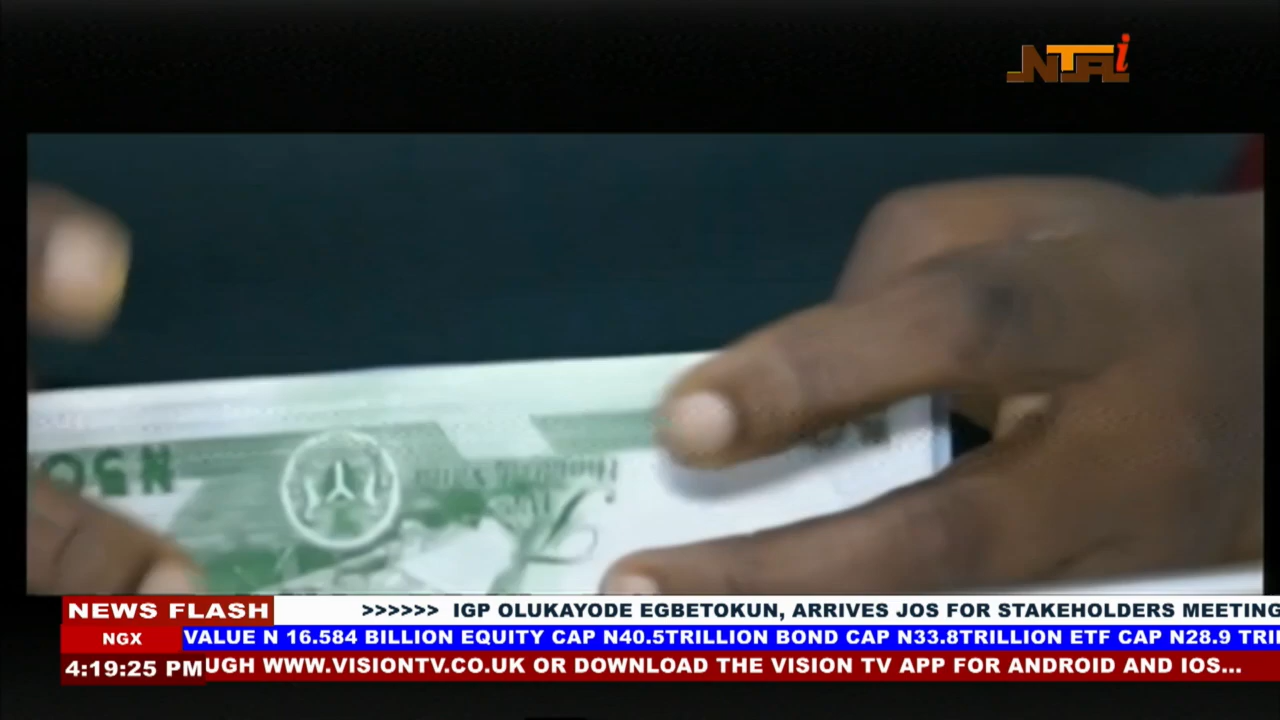 NTAi
N50
NEWS FLASH >>>>>> IGP OLUKAYODE EGBETOKUN, ARRIVES JOS FOR STAKEHOLDERS MEETING
NGX VALUE N 16.584 BILLION EQUITY CAP N40.5TRILLION BOND CAP N33.8TRILLION ETF CAP N28.9 TRI
4:19:25 PM UGH WWW.VISIONTV.CO.UK OR DOWNLOAD THE VISION TV APP FOR ANDROID AND IOS...